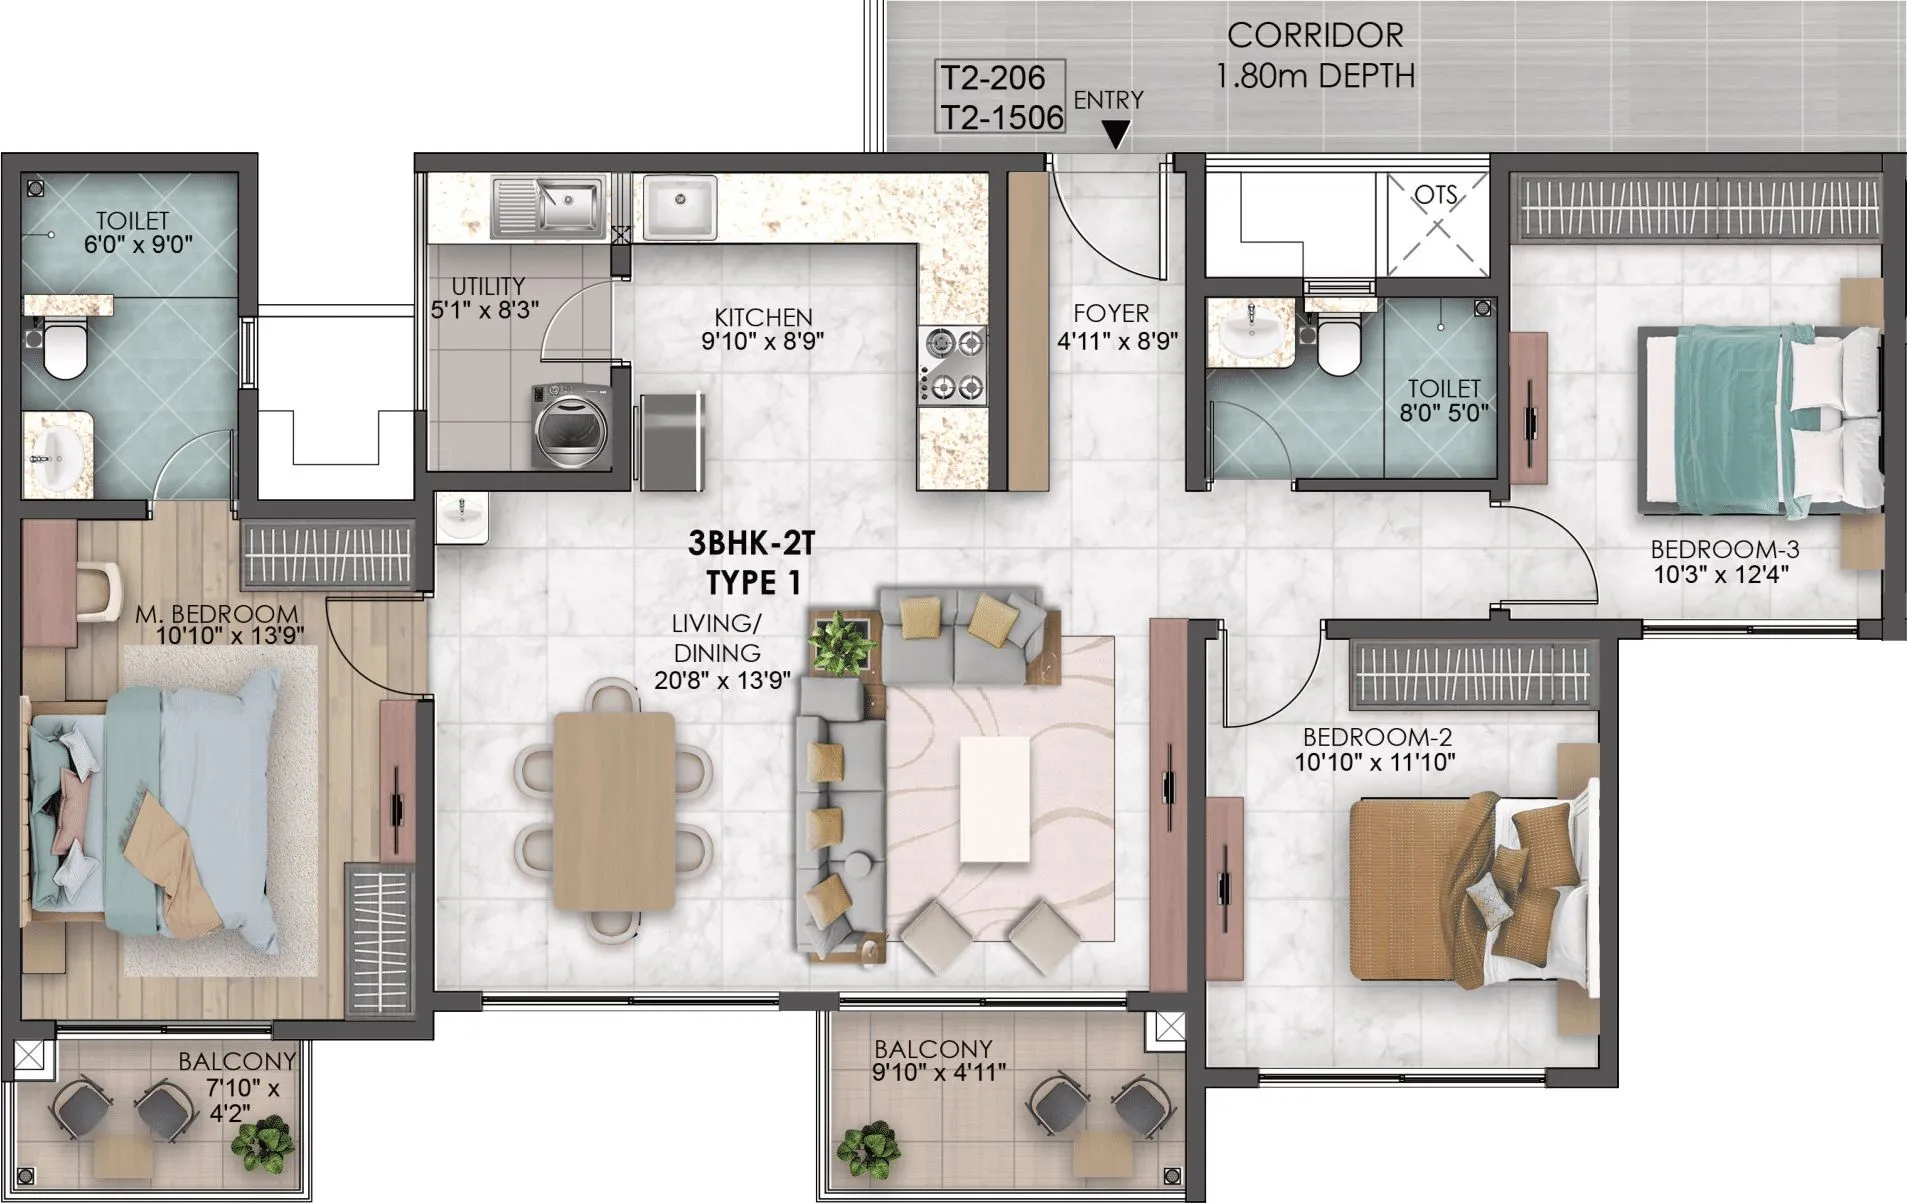 CORRIDOR
1.80m DEPTH
T2-206
T2-1506
ENTRY
TOILET
6'0" x 9'0"
UTILITY
5'1" x 8'3"
KITCHEN
9'10" x 8'9"
FOYER
4'11" x 8'9"
OTS
TOILET
8'0" 5'0"
BEDROOM-3
10'3" x 12'4"
3BHK-2T
TYPE 1
LIVING/
DINING
20'8" x 13'9"
M. BEDROOM
10'10" x 13'9"
BEDROOM-2
10'10" x 11'10"
BALCONY
7'10" x
4'2"
BALCONY
9'10" x 4'11"